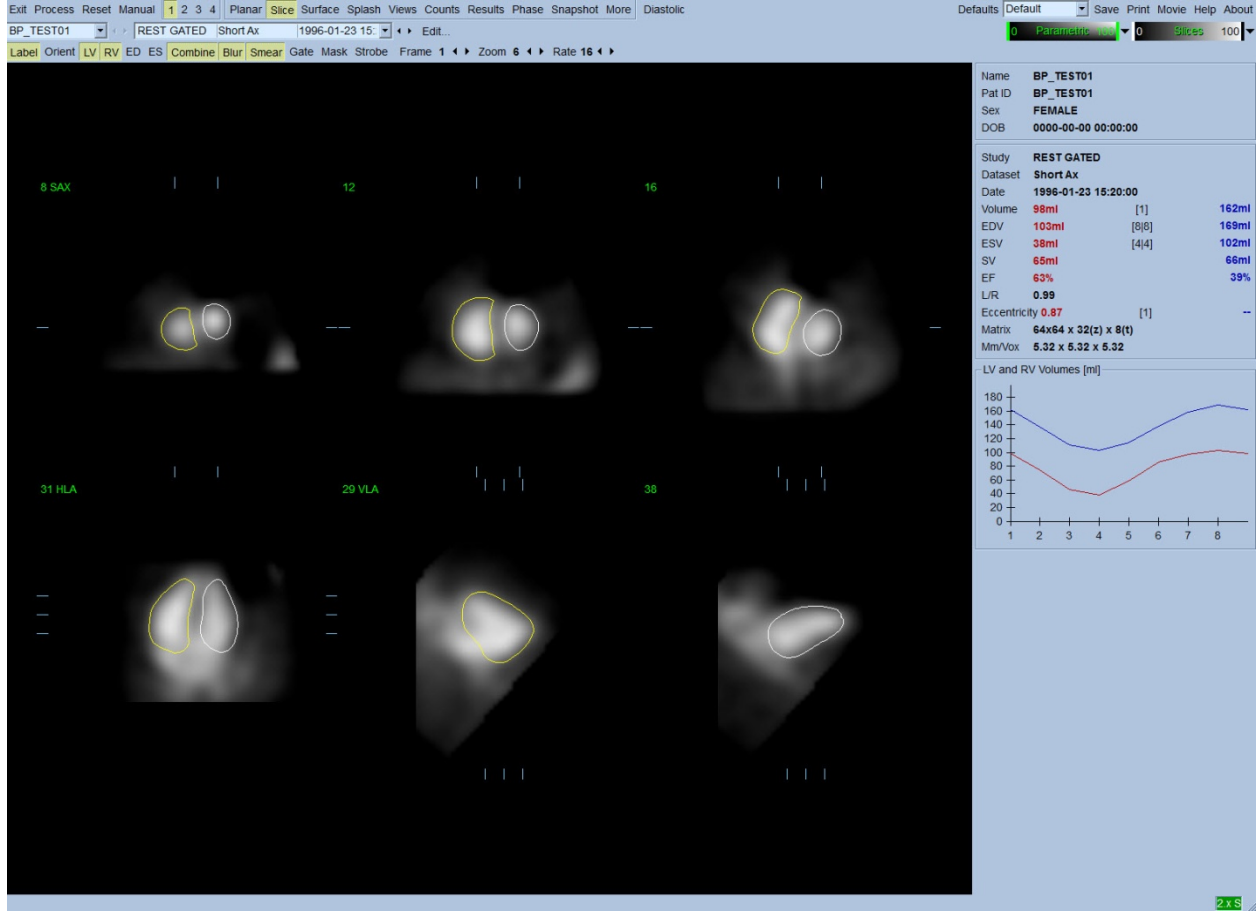 Exit Process Reset Manual 1 2 3 4 Planar Slice Surface Splash Views Counts Results Phase Snapshot More Diastolic Defaults Default Save Print Movie Help About
BP_TEST01 REST GATED Short Ax 1996-01-23 15: Edit... 0 Parametric 100 0 Slices 100
Label Orient LV RV ED ES Combine Blur Smear Gate Mask Strobe Frame 1 Zoom 6 Rate 16
8 SAX
12
16
31 HLA
29 VLA
38
Name BP_TEST01
Pat ID BP_TEST01
Sex FEMALE
DOB 0000-00-00 00:00:00
Study REST GATED
Dataset Short Ax
Date 1996-01-23 15:20:00
Volume 98ml [1] 162ml
EDV 103ml [8|8] 169ml
ESV 38ml [4|4] 102ml
SV 65ml 66ml
EF 63% 39%
L/R 0.99
Eccentricity 0.87 [1] --
Matrix 64x64 x 32(z) x 8(t)
Mm/Vox 5.32 x 5.32 x 5.32
LV and RV Volumes [ml]
180
160
140
120
100
80
60
40
20
0
1 2 3 4 5 6 7 8
2.x S